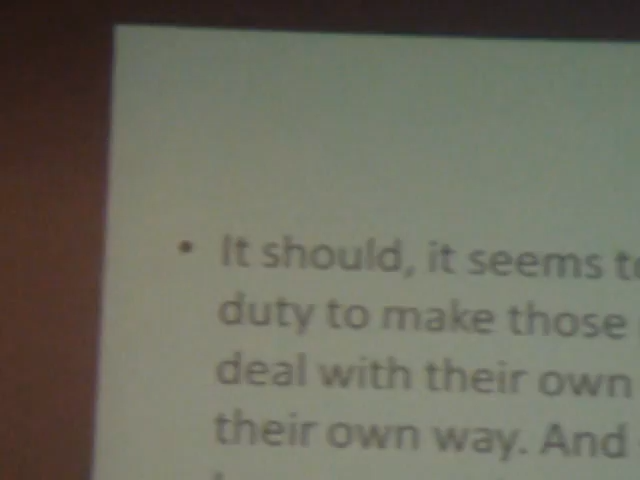 • It should, it seems
duty to make those
deal with their own
their own way. And